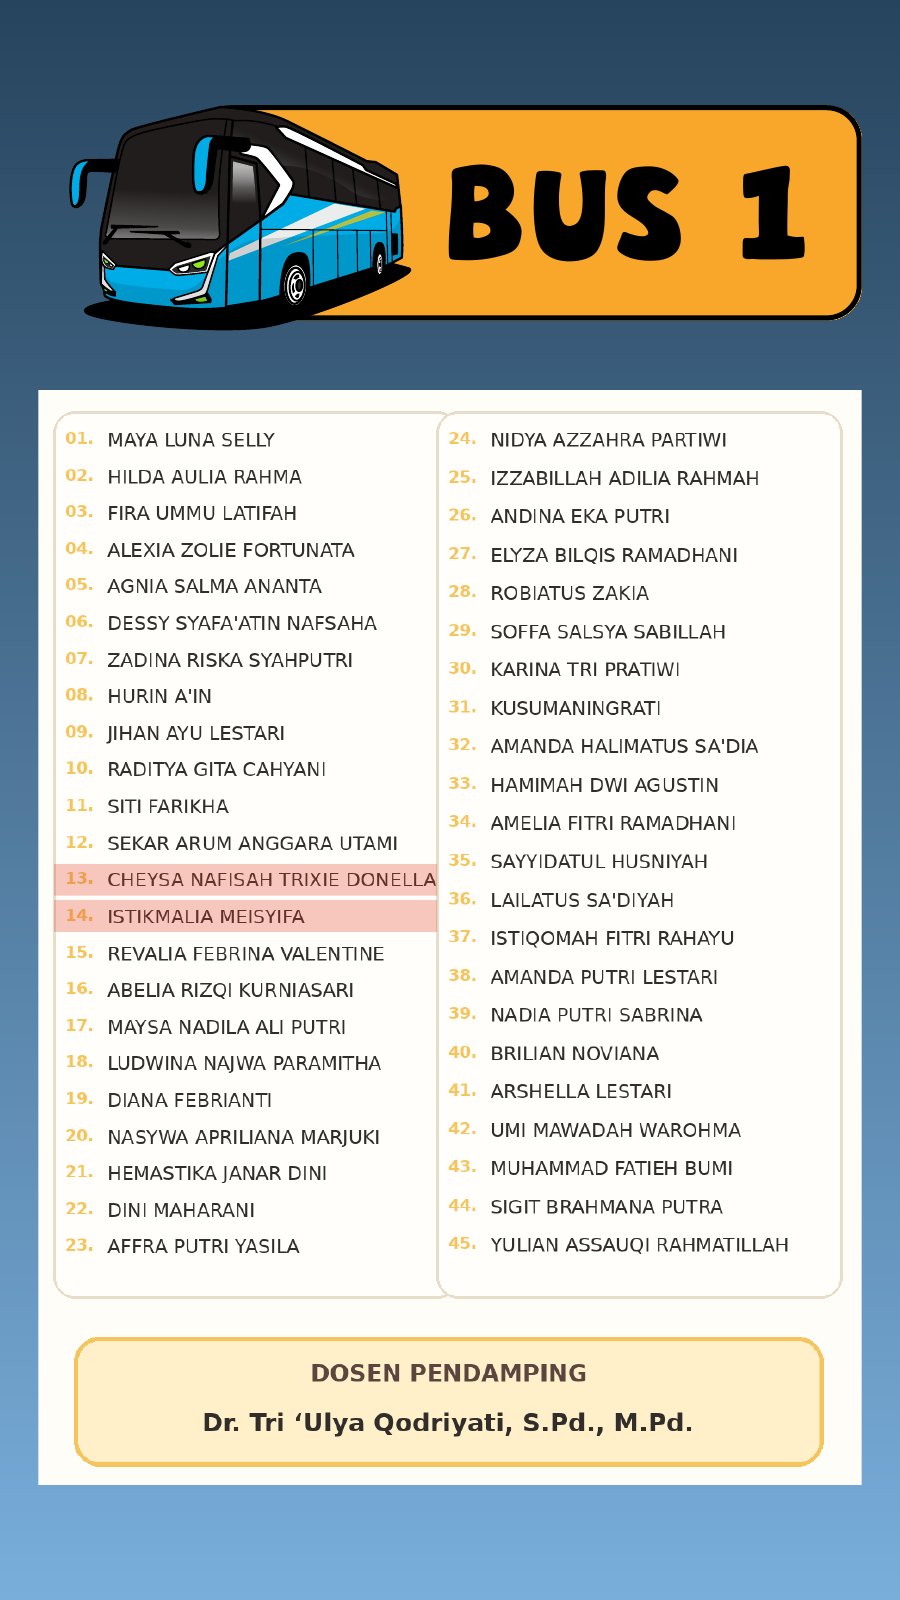 BUS 1
01. MAYA LUNA SELLY
02. HILDA AULIA RAHMA
03. FIRA UMMU LATIFAH
04. ALEXIA ZOLIE FORTUNATA
05. AGNIA SALMA ANANTA
06. DESSY SYAFA'ATIN NAFSAHA
07. ZADINA RISKA SYAHPUTRI
08. HURIN A'IN
09. JIHAN AYU LESTARI
10. RADITYA GITA CAHYANI
11. SITI FARIKHA
12. SEKAR ARUM ANGGARA UTAMI
13. CHEYSA NAFISAH TRIXIE DONELLA
14. ISTIKMALIA MEISYIFA
15. REVALIA FEBRINA VALENTINE
16. ABELIA RIZQI KURNIASARI
17. MAYSA NADILA ALI PUTRI
18. LUDWINA NAJWA PARAMITHA
19. DIANA FEBRIANTI
20. NASYWA APRILIANA MARJUKI
21. HEMASTIKA JANAR DINI
22. DINI MAHARANI
23. AFFRA PUTRI YASILA
24. NIDYA AZZAHRA PARTIWI
25. IZZABILLAH ADILIA RAHMAH
26. ANDINA EKA PUTRI
27. ELYZA BILQIS RAMADHANI
28. ROBIATUS ZAKIA
29. SOFFA SALSYA SABILLAH
30. KARINA TRI PRATIWI
31. KUSUMANINGRATI
32. AMANDA HALIMATUS SA'DIA
33. HAMIMAH DWI AGUSTIN
34. AMELIA FITRI RAMADHANI
35. SAYYIDATUL HUSNIYAH
36. LAILATUS SA'DIYAH
37. ISTIQOMAH FITRI RAHAYU
38. AMANDA PUTRI LESTARI
39. NADIA PUTRI SABRINA
40. BRILIAN NOVIANA
41. ARSHELLA LESTARI
42. UMI MAWADAH WAROHMA
43. MUHAMMAD FATIEH BUMI
44. SIGIT BRAHMANA PUTRA
45. YULIAN ASSAUQI RAHMATILLAH
DOSEN PENDAMPING
Dr. Tri ‘Ulya Qodriyati, S.Pd., M.Pd.